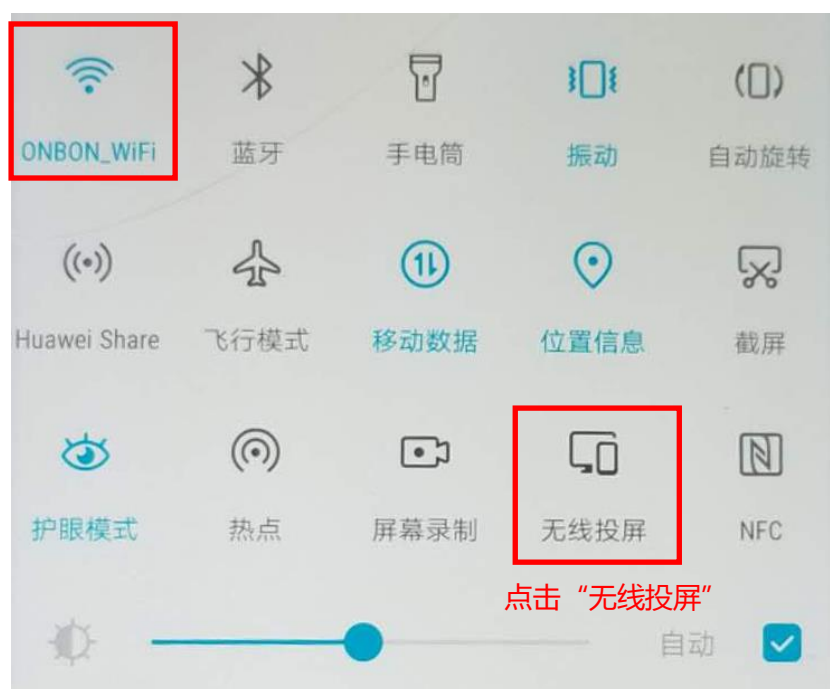 ONBON_WiFi 蓝牙 手电筒 振动 自动旋转
Huawei Share 飞行模式 移动数据 位置信息 截屏
护眼模式 热点 屏幕录制 无线投屏 NFC
点击“无线投屏”
自动